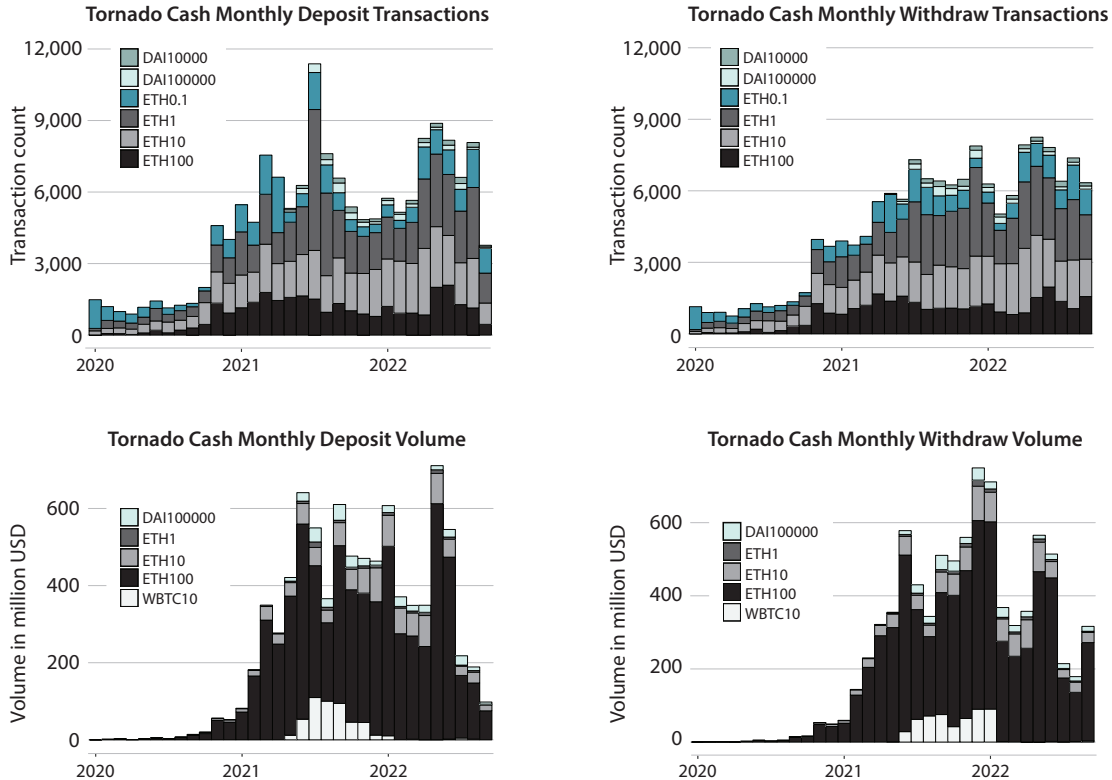 Tornado Cash Monthly Deposit Transactions
12,000
9,000
6,000
3,000
0
Transaction count
DAI10000
DAI100000
ETH0.1
ETH1
ETH10
ETH100
2020
2021
2022
Tornado Cash Monthly Withdraw Transactions
12,000
9,000
6,000
3,000
0
Transaction count
DAI10000
DAI100000
ETH0.1
ETH1
ETH10
ETH100
2020
2021
2022
Tornado Cash Monthly Deposit Volume
600
400
200
0
Volume in million USD
DAI100000
ETH1
ETH10
ETH100
WBTC10
2020
2021
2022
Tornado Cash Monthly Withdraw Volume
600
400
200
0
Volume in million USD
DAI100000
ETH1
ETH10
ETH100
WBTC10
2020
2021
2022